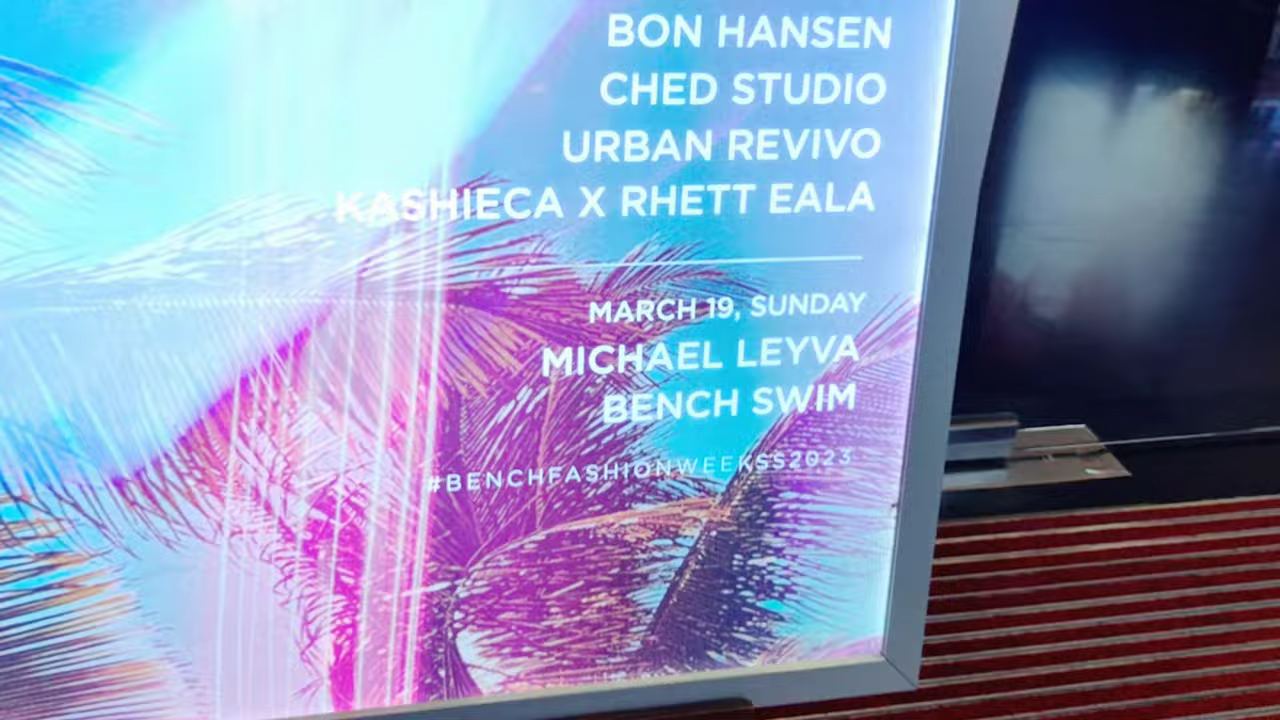 BON HANSEN
CHED STUDIO
URBAN REVIVO
KASHIECA X RHETT EALA
MARCH 19, SUNDAY
MICHAEL LEYVA
BENCH SWIM
#BENCHFASHIONWEEKSS2023